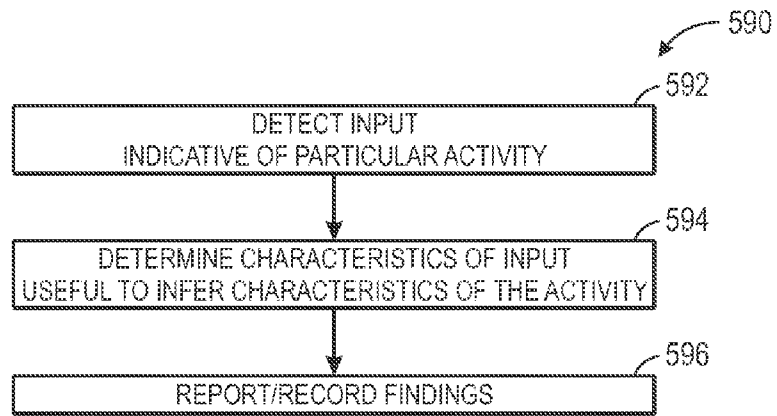 590
592
DETECT INPUT
INDICATIVE OF PARTICULAR ACTIVITY
594
DETERMINE CHARACTERISTICS OF INPUT
USEFUL TO INFER CHARACTERISTICS OF THE ACTIVITY
596
REPORT/RECORD FINDINGS